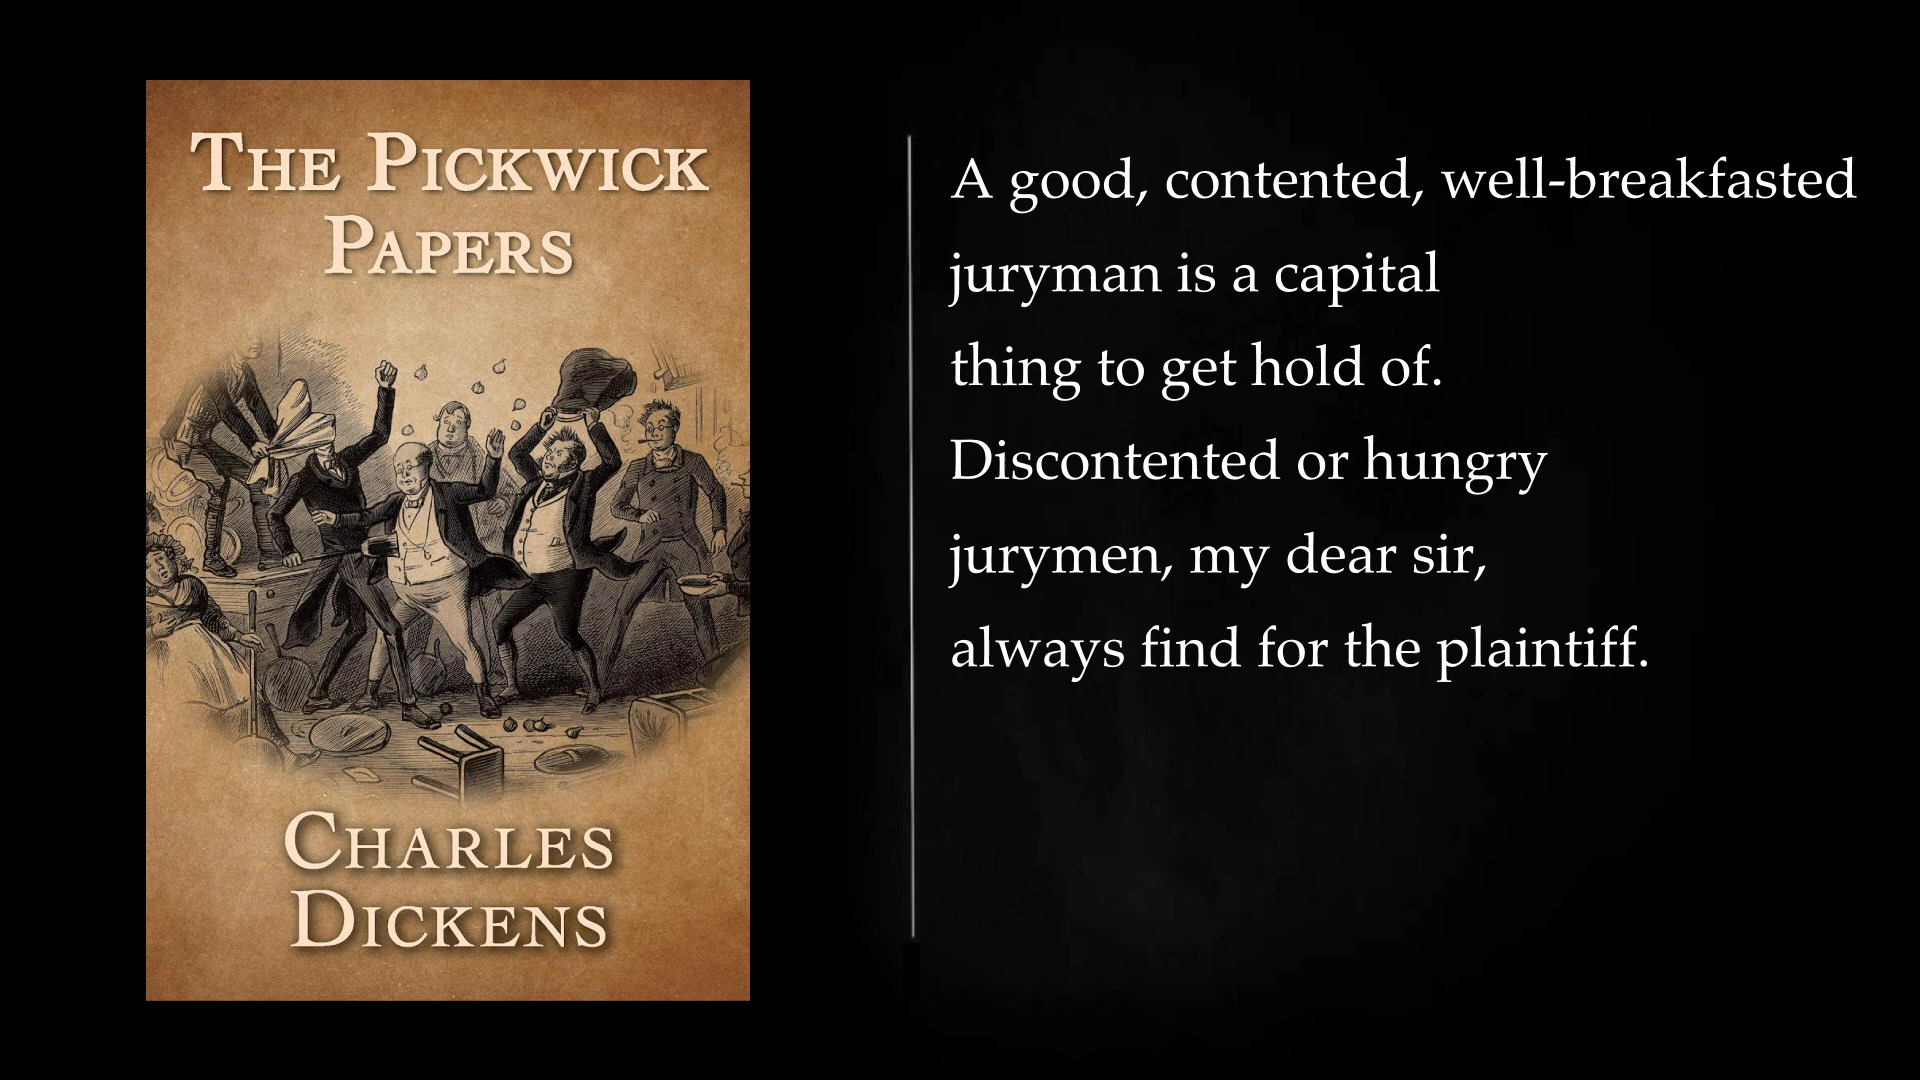 THE PICKWICK
PAPERS
CHARLES
DICKENS
A good, contented, well-breakfasted
juryman is a capital
thing to get hold of.
Discontented or hungry
jurymen, my dear sir,
always find for the plaintiff.